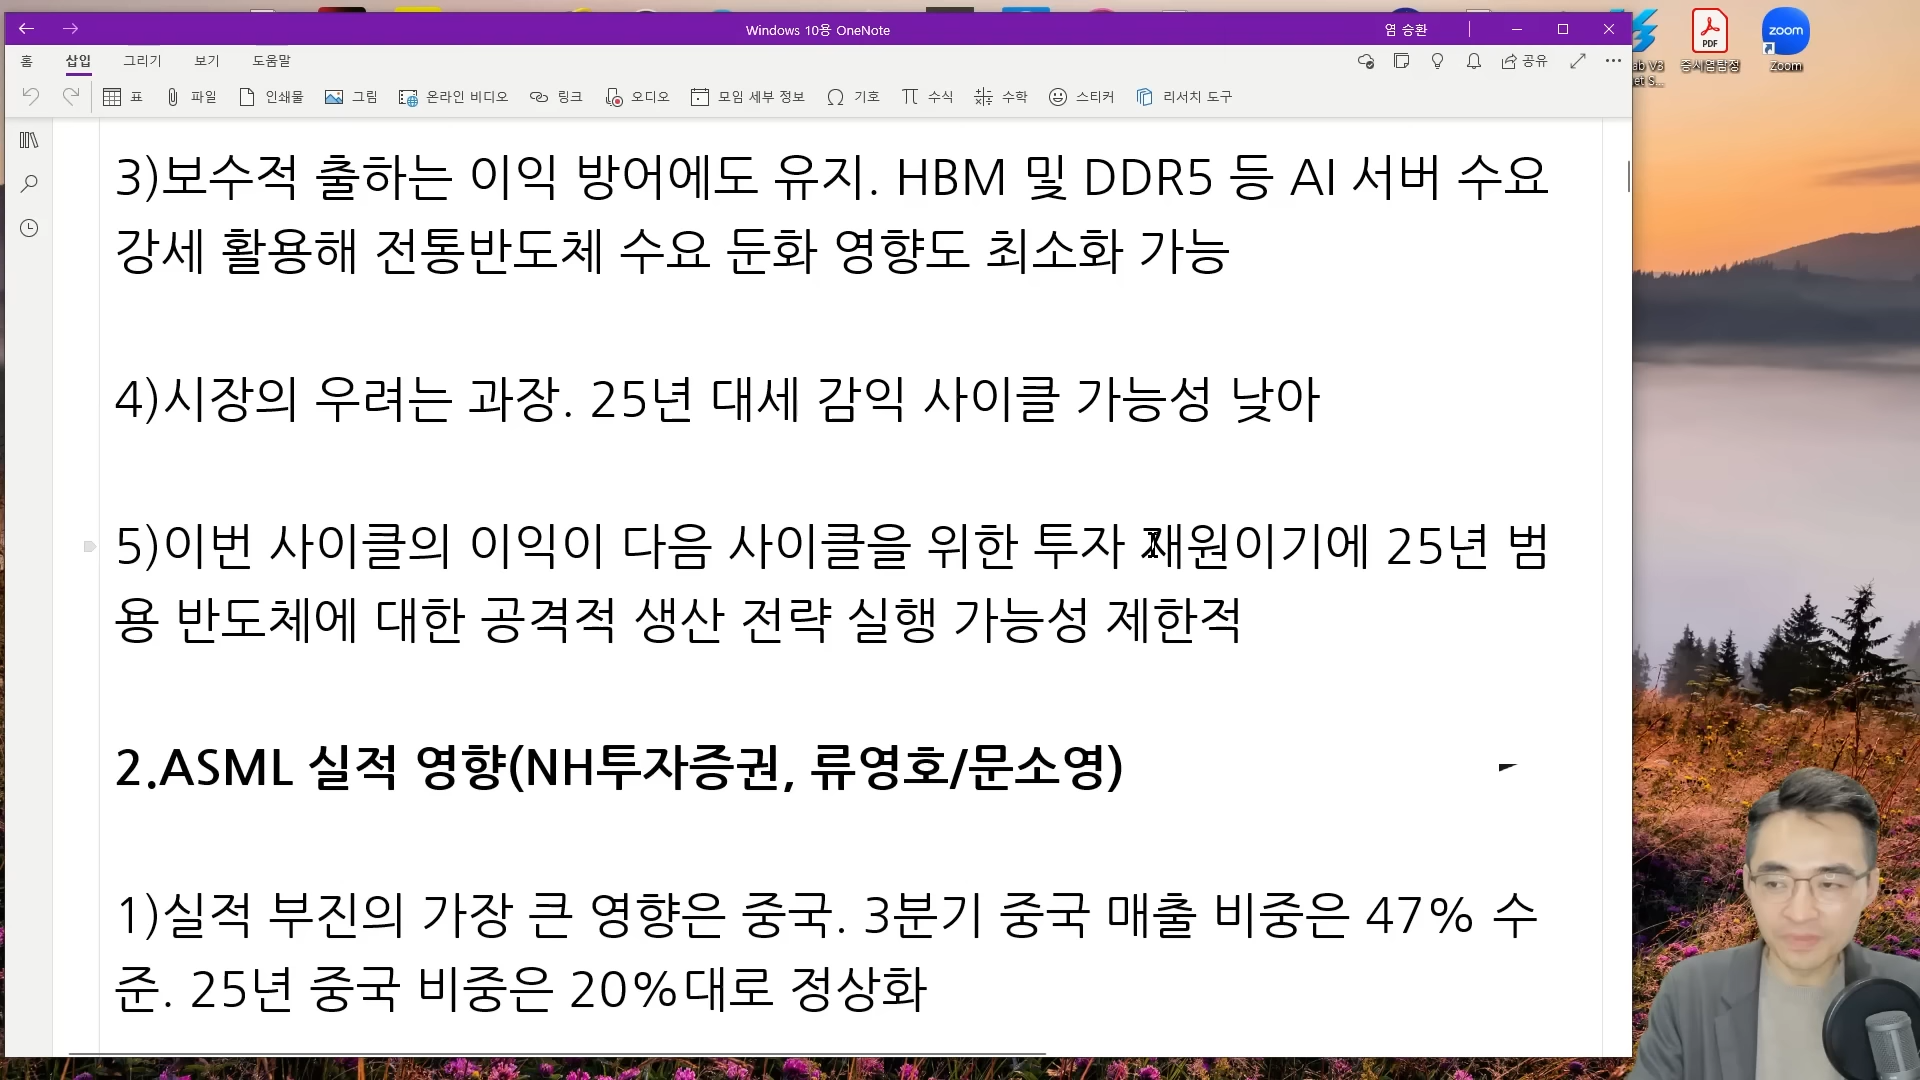 Windows 10용 OneNote
염 승환
홈 삽입 그리기 보기 도움말
공유
표 파일 인쇄물 그림 온라인 비디오 링크 오디오 모임 세부 정보 기호 수식 수학 스티커 리서치 도구
3)보수적 출하는 이익 방어에도 유지. HBM 및 DDR5 등 AI 서버 수요
강세 활용해 전통반도체 수요 둔화 영향도 최소화 가능
4)시장의 우려는 과장. 25년 대세 감익 사이클 가능성 낮아
5)이번 사이클의 이익이 다음 사이클을 위한 투자 재원이기에 25년 범
용 반도체에 대한 공격적 생산 전략 실행 가능성 제한적
2.ASML 실적 영향(NH투자증권, 류영호/문소영)
1)실적 부진의 가장 큰 영향은 중국. 3분기 중국 매출 비중은 47% 수
준. 25년 중국 비중은 20%대로 정상화
ab V3
et S...
PDF
증시염탐정
zoom
Zoom